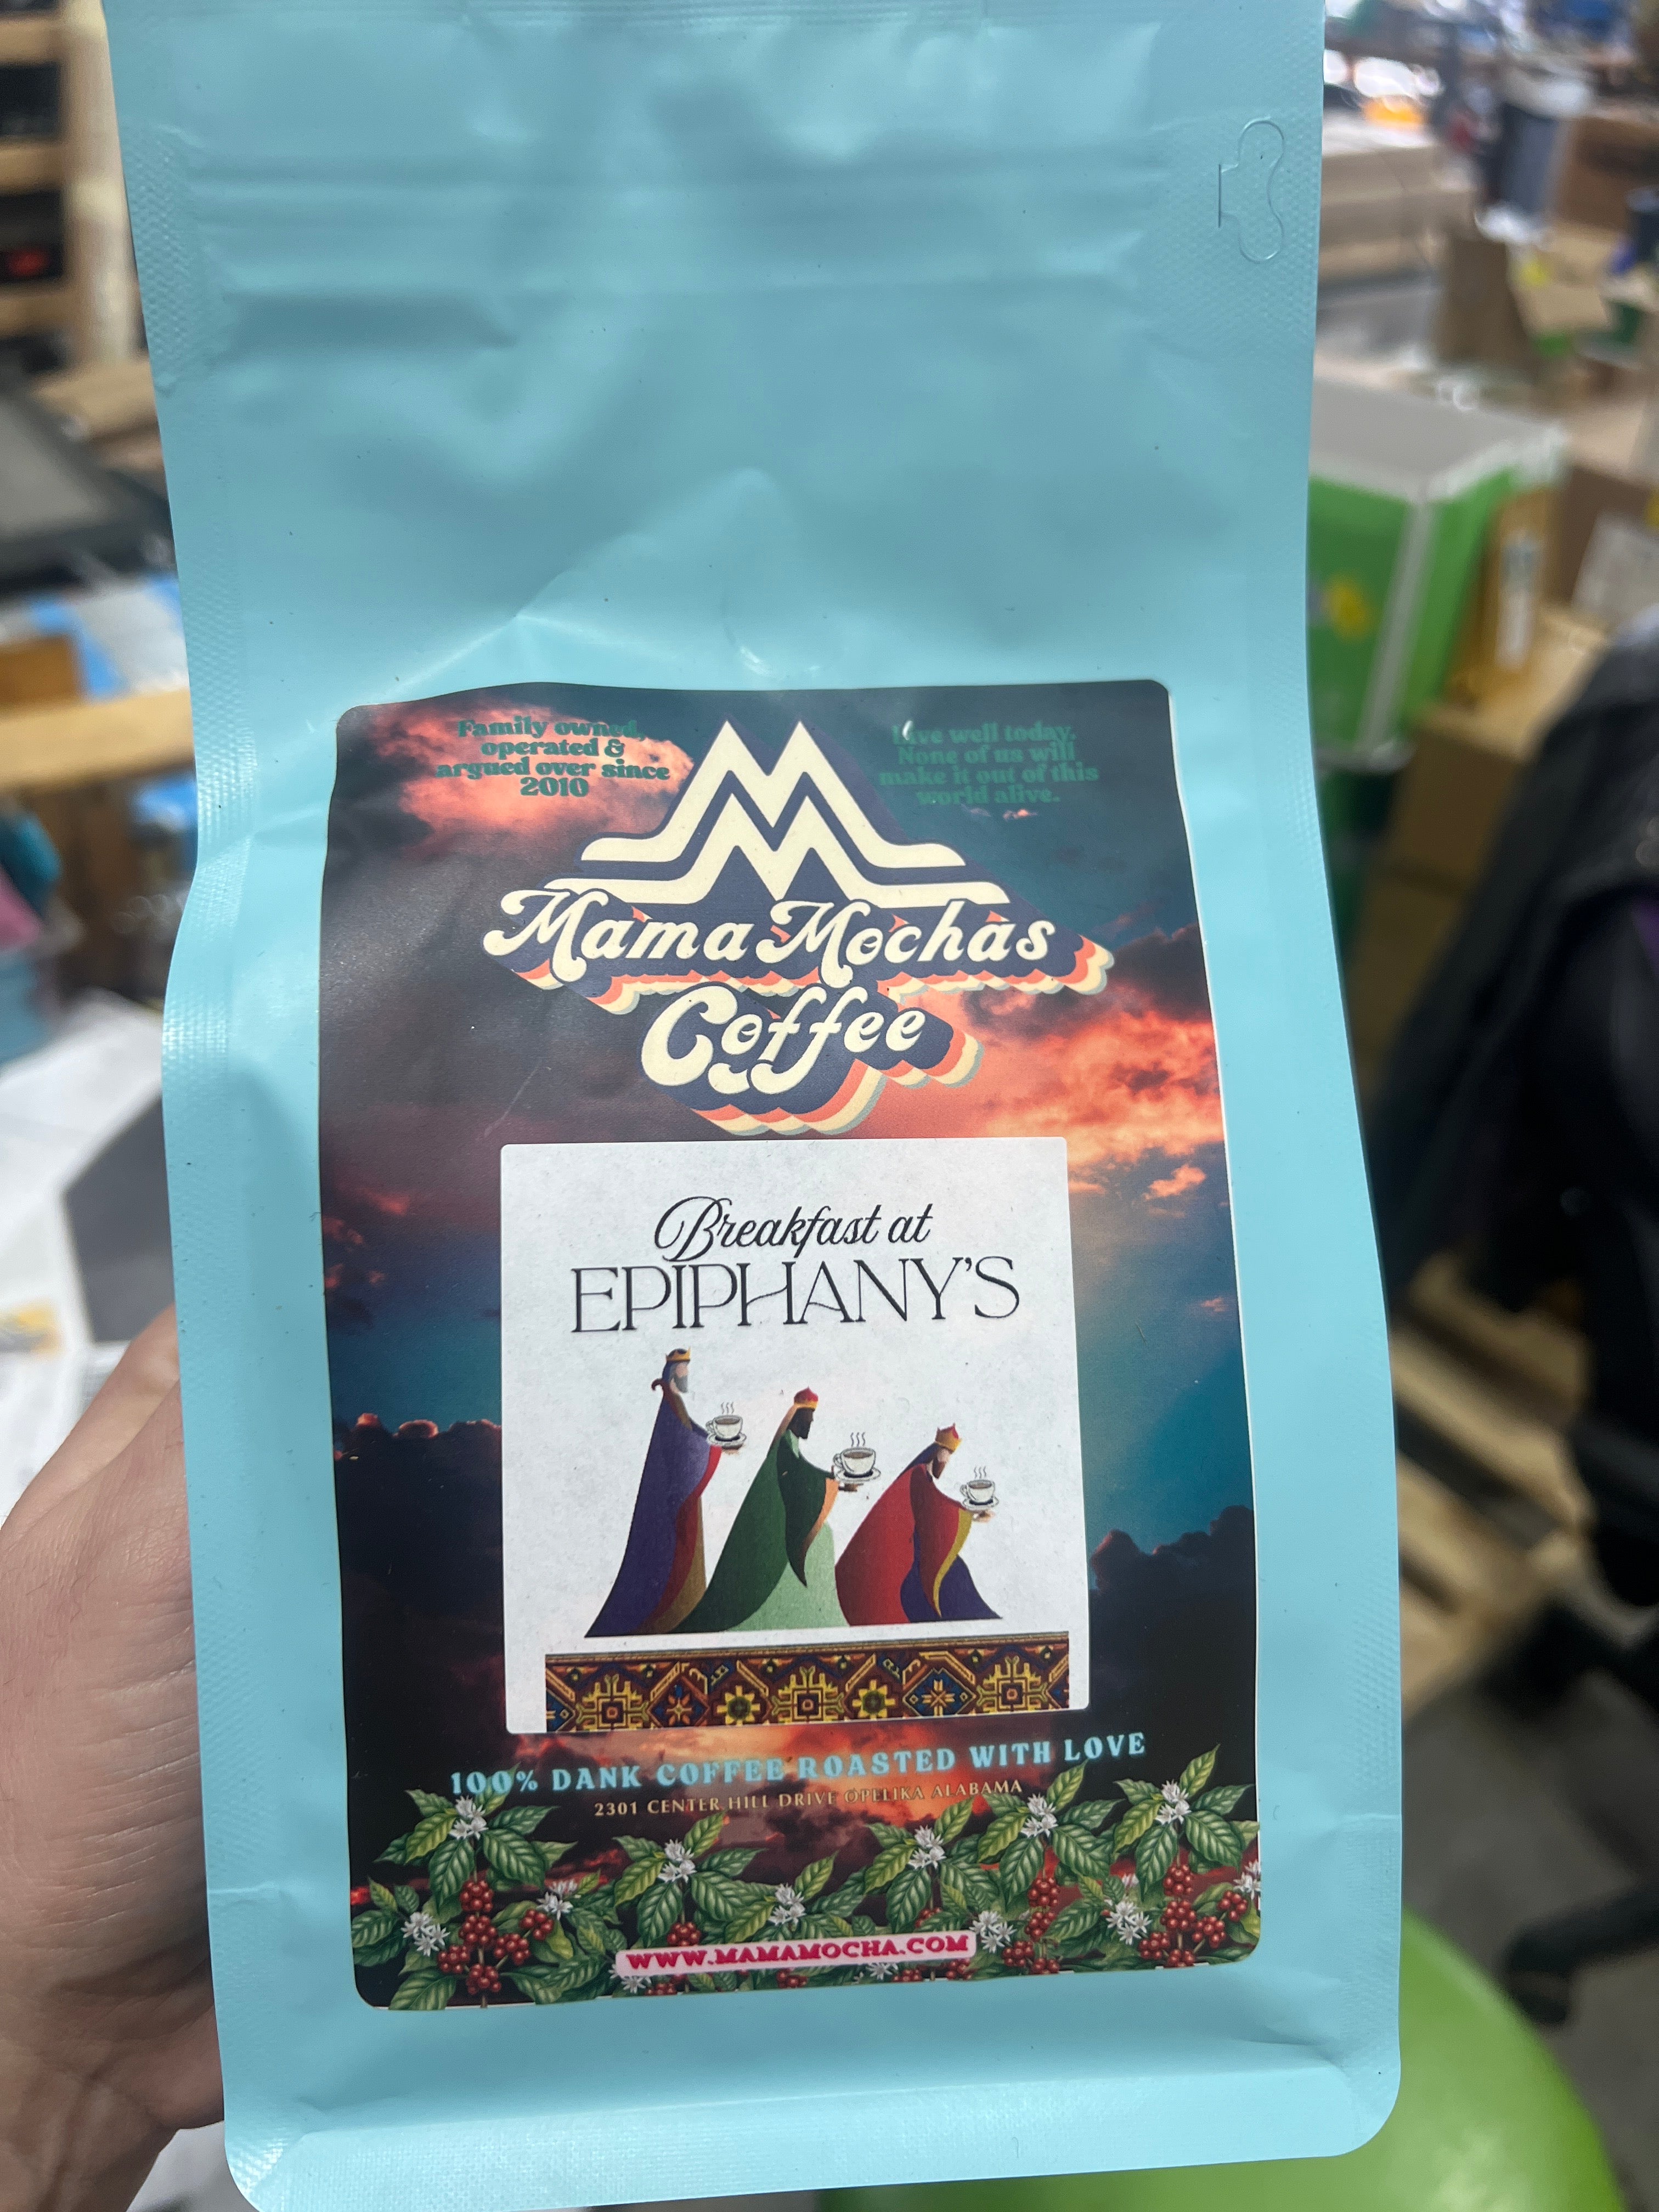 Family owned,
operated &
argued over since
2010
Live well today.
None of us will
make it out of this
world alive.
Mama Mochas
Coffee
Breakfast at
EPIPHANY'S
100% DANK COFFEE ROASTED WITH LOVE
2301 CENTER HILL DRIVE OPELIKA ALABAMA
WWW.MAMAMOCHA.COM